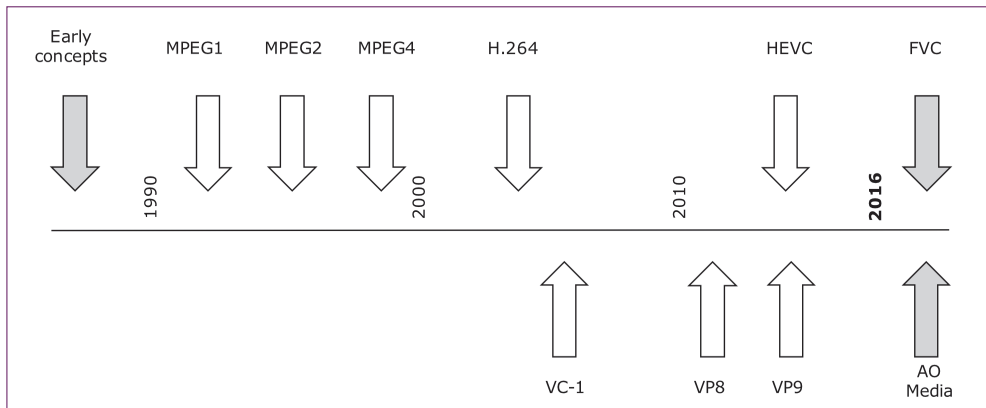 Early
concepts
MPEG1
MPEG2
MPEG4
H.264
HEVC
FVC
1990
2000
2010
2016
VC-1
VP8
VP9
AO
Media